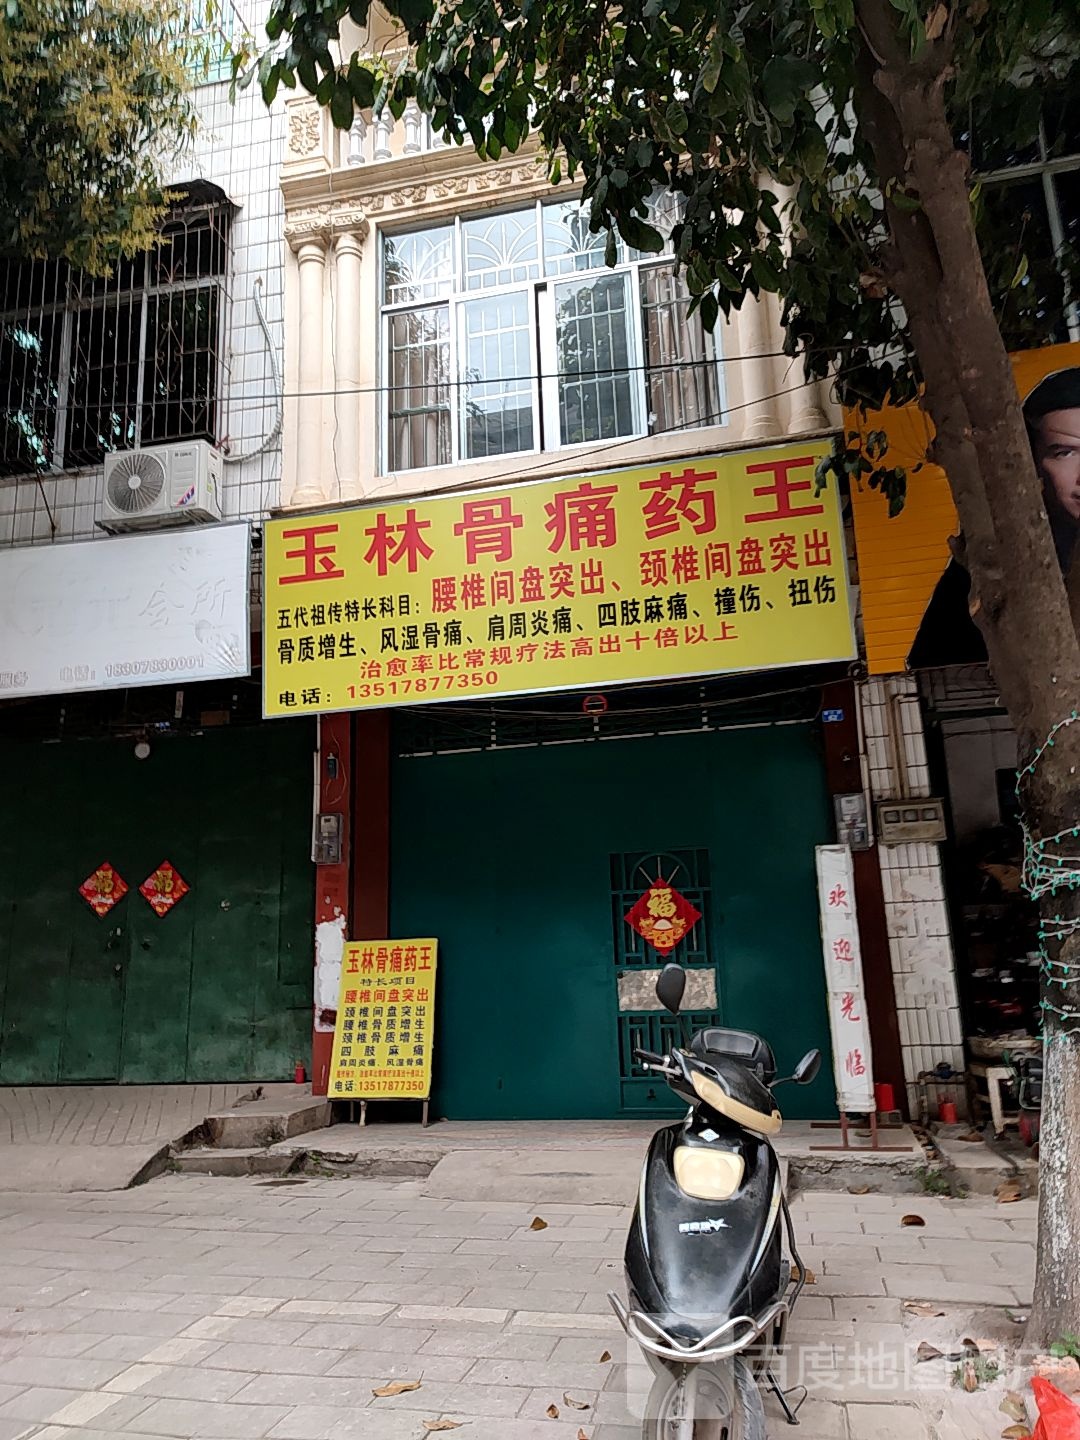 玉林骨痛药王
五代祖传特长科目：腰椎间盘突出、颈椎间盘突出
骨质增生、风湿骨痛、肩周炎痛、四肢麻痛、撞伤、扭伤
治愈率比常规疗法高出十倍以上
电话：13517877350
会所
服务 电话：18307830001
福
福
福
玉林骨痛药王
特长项目
腰椎间盘突出
颈椎间盘突出
腰椎骨质增生
颈椎骨质增生
四肢麻痛
肩周炎痛、风湿骨痛
电话:13517877350
欢迎光临
百度地图用户